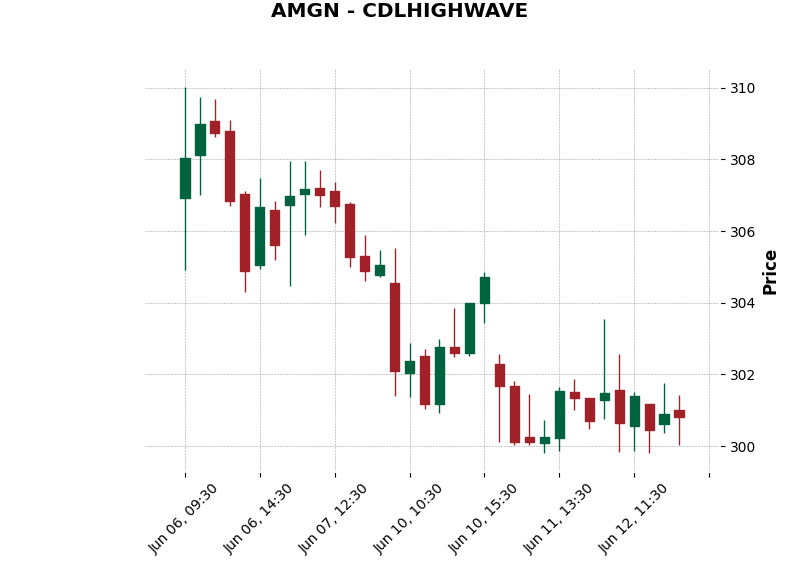 AMGN - CDLHIGHWAVE
310
308
306
304
302
300
Price
Jun 06, 09:30
Jun 06, 14:30
Jun 07, 12:30
Jun 10, 10:30
Jun 10, 15:30
Jun 11, 13:30
Jun 12, 11:30